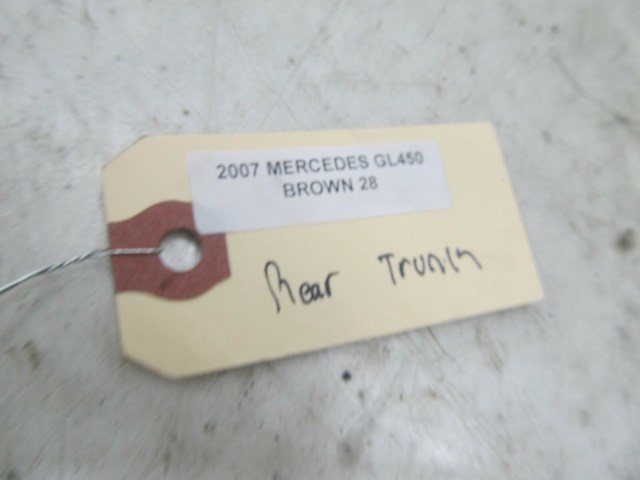 2007 MERCEDES GL450
BROWN 28
Rear Trunk